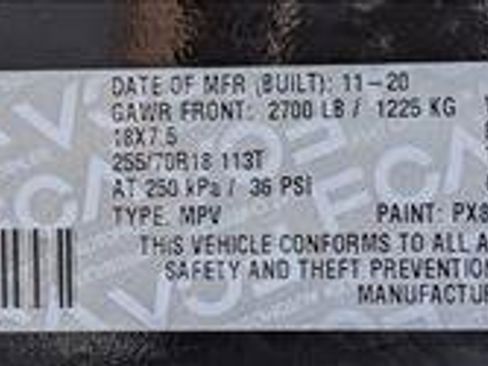 DATE OF MFR (BUILT): 11-20
GAWR FRONT: 2700 LB / 1225 KG
18X7.5
255/70R18 113T
AT 250 kPa / 36 PSI
TYPE: MPV PAINT: PX8
THIS VEHICLE CONFORMS TO ALL A
SAFETY AND THEFT PREVENTION
MANUFACTUR